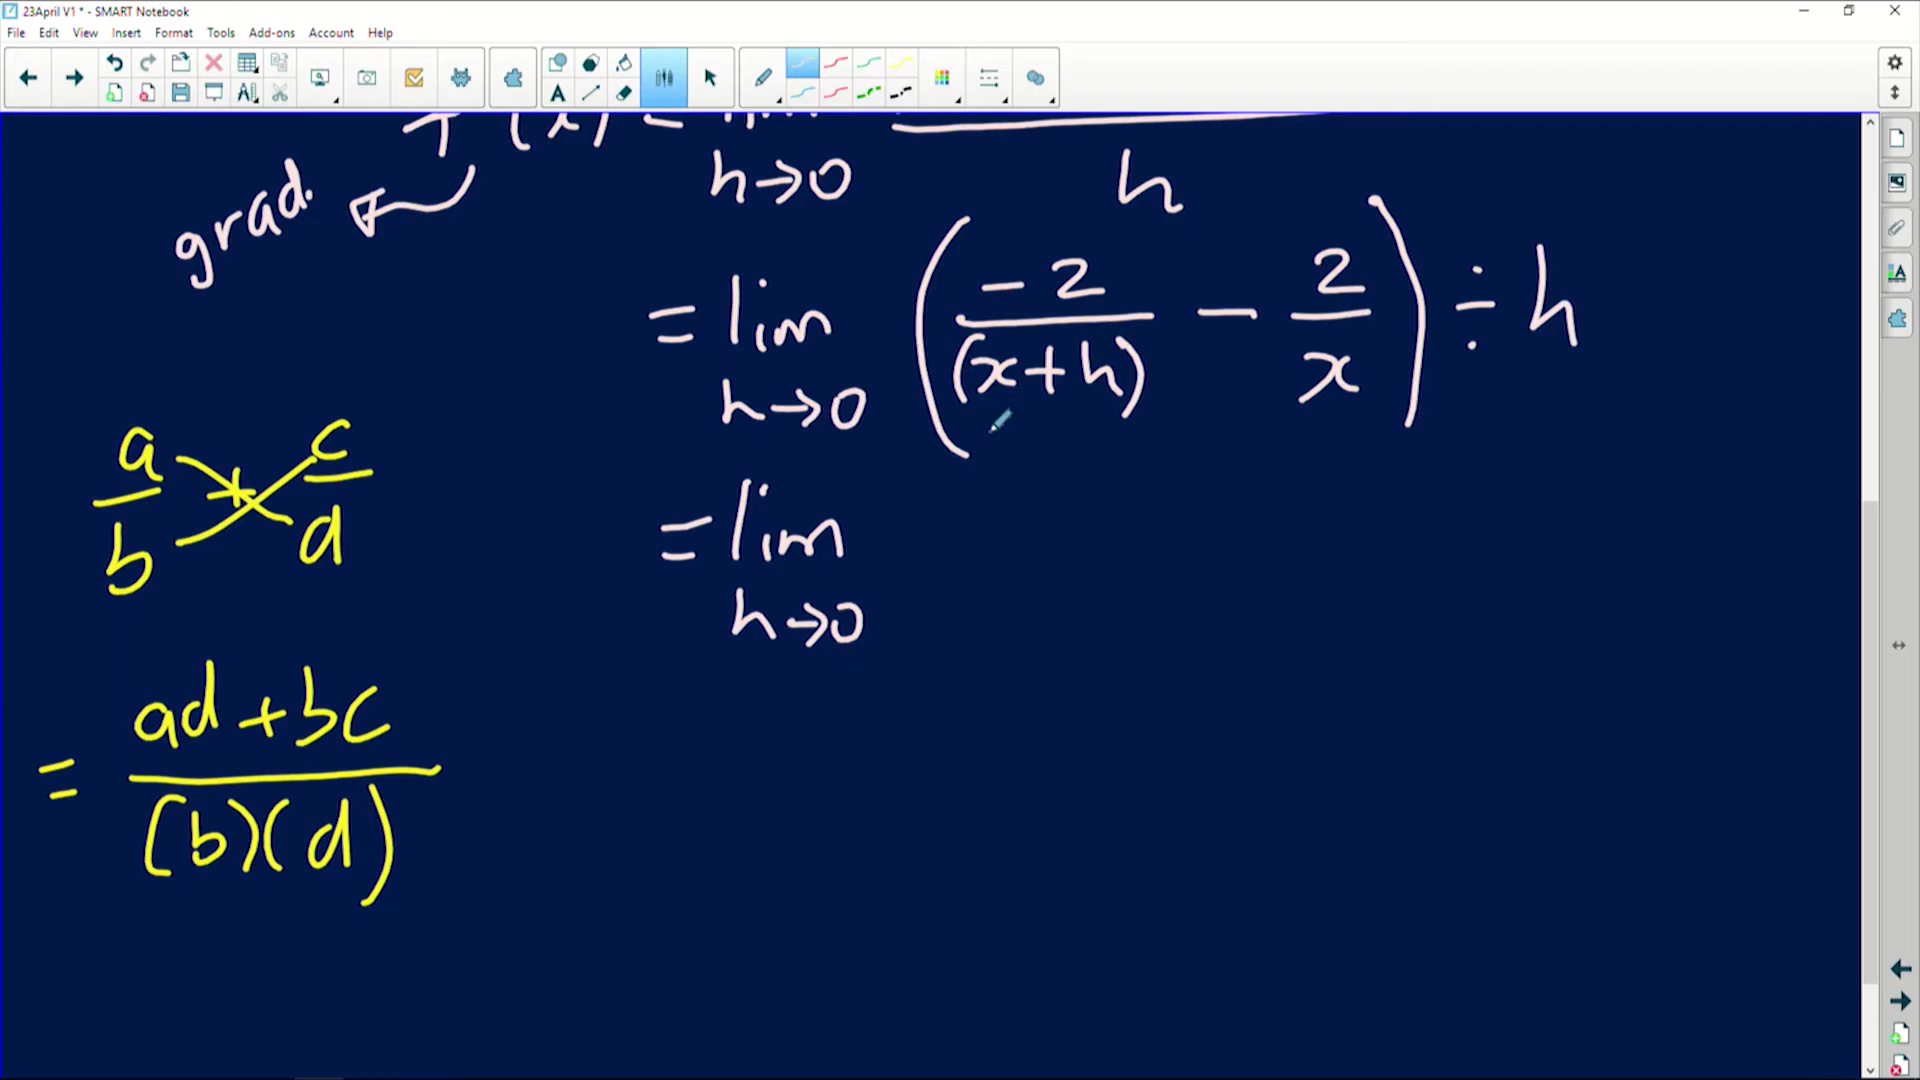 23April V1 * - SMART Notebook
File Edit View Insert Format Tools Add-ons Account Help
h→0 h
grad.
= lim ( -2/(x+h) - 2/x ) ÷ h
h→0
a/b + c/d
= lim
h→0
= ad+bc
(b)(d)